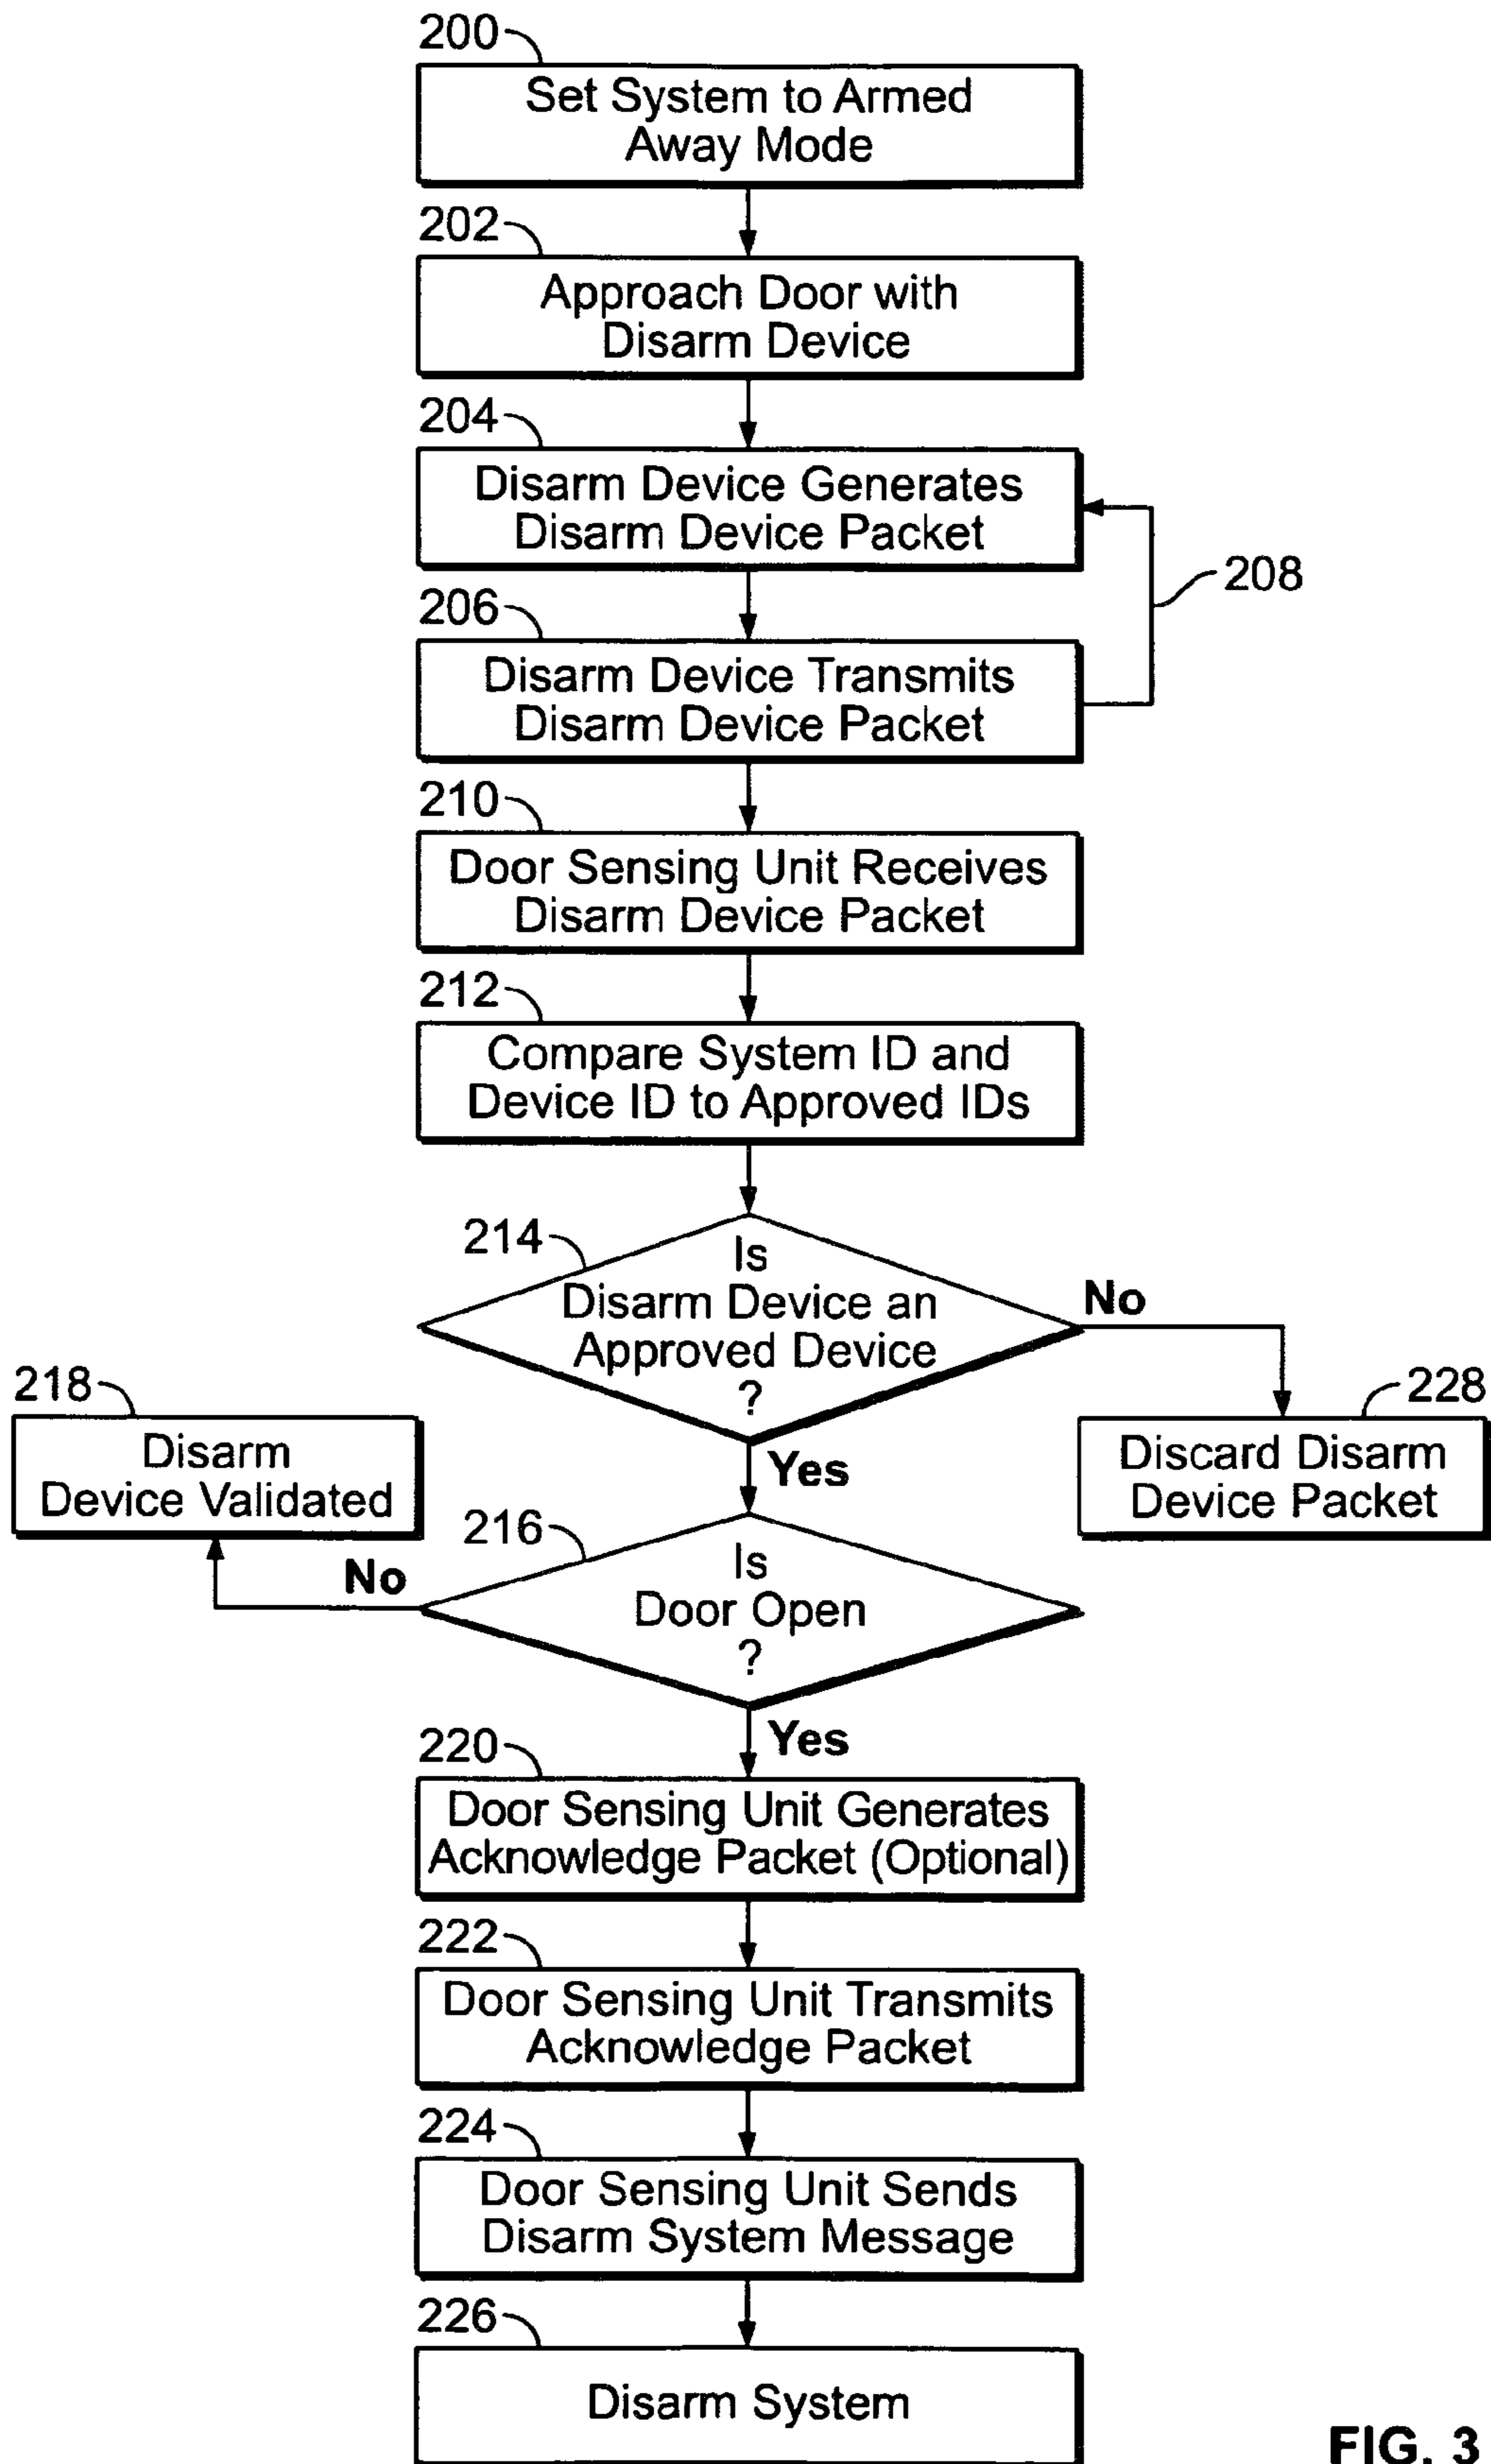 200
Set System to Armed
Away Mode
202
Approach Door with
Disarm Device
204
Disarm Device Generates
Disarm Device Packet
208
206
Disarm Device Transmits
Disarm Device Packet
210
Door Sensing Unit Receives
Disarm Device Packet
212
Compare System ID and
Device ID to Approved IDs
214
Is
Disarm Device an
Approved Device
?
No
218
Disarm
Device Validated
228
Discard Disarm
Device Packet
Yes
216
Is
Door Open
?
No
Yes
220
Door Sensing Unit Generates
Acknowledge Packet (Optional)
222
Door Sensing Unit Transmits
Acknowledge Packet
224
Door Sensing Unit Sends
Disarm System Message
226
Disarm System
FIG. 3